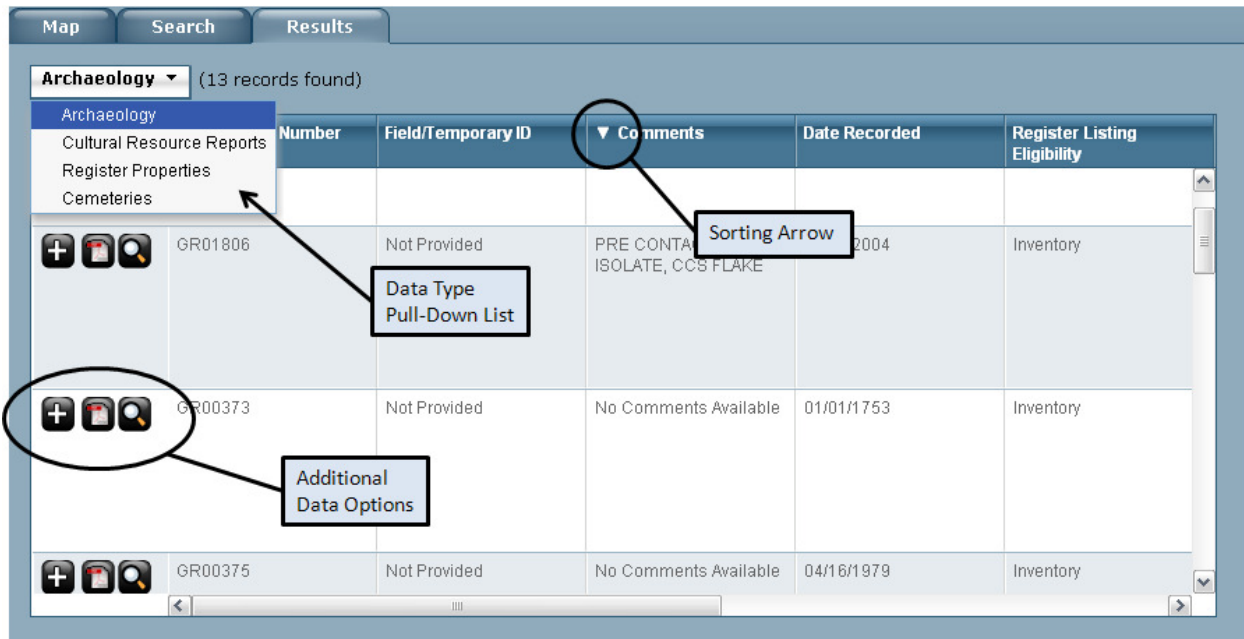 Map Search Results
Archaeology (13 records found)
Archaeology
Cultural Resource Reports
Register Properties
Cemeteries
Number Field/Temporary ID ▼ Comments Date Recorded Register Listing
Eligibility
Sorting Arrow
GR01806 Not Provided PRE CONTA 2004 Inventory
ISOLATE, CCS FLAKE
Data Type
Pull-Down List
GR00373 Not Provided No Comments Available 01/01/1753 Inventory
Additional
Data Options
GR00375 Not Provided No Comments Available 04/16/1979 Inventory